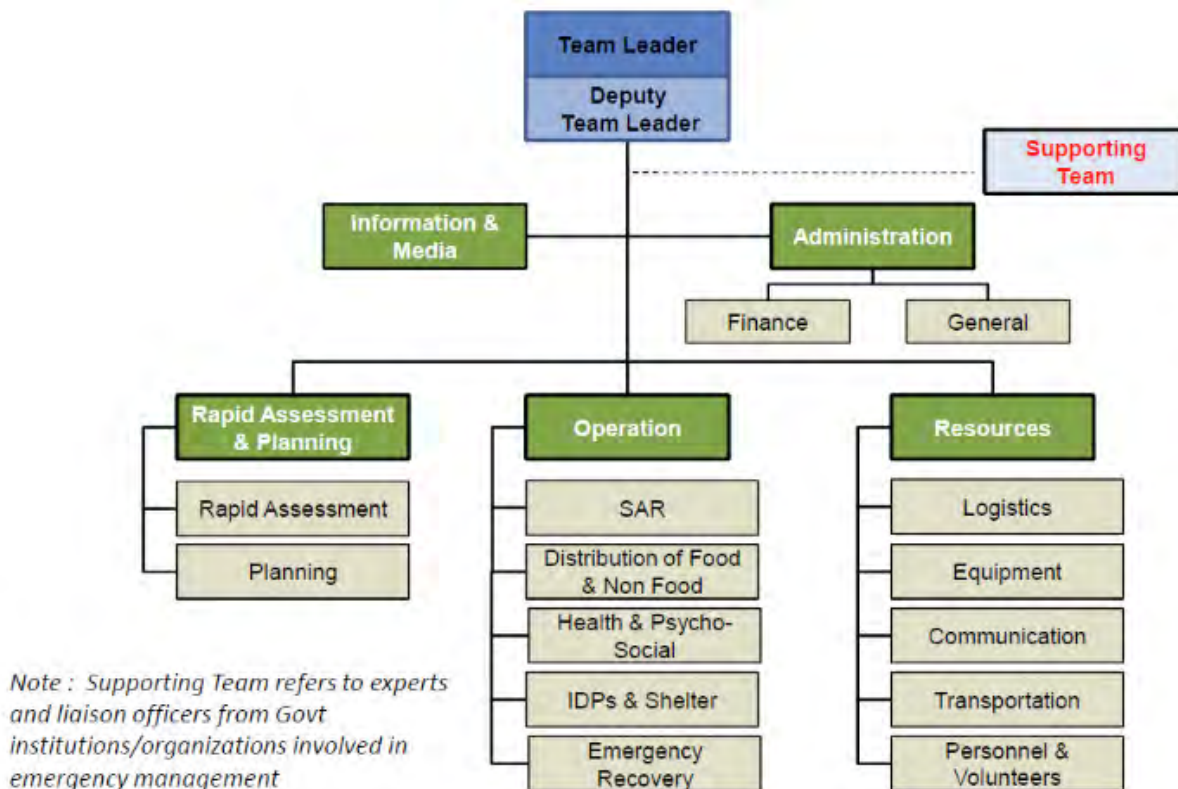 Team Leader
Deputy
Team Leader
Supporting
Team
Information &
Media
Administration
Finance
General
Rapid Assessment
& Planning
Operation
Resources
Rapid Assessment
Planning
SAR
Distribution of Food
& Non Food
Health & Psycho-
Social
IDPs & Shelter
Emergency
Recovery
Logistics
Equipment
Communication
Transportation
Personnel &
Volunteers
Note : Supporting Team refers to experts
and liaison officers from Govt
institutions/organizations involved in
emergency management